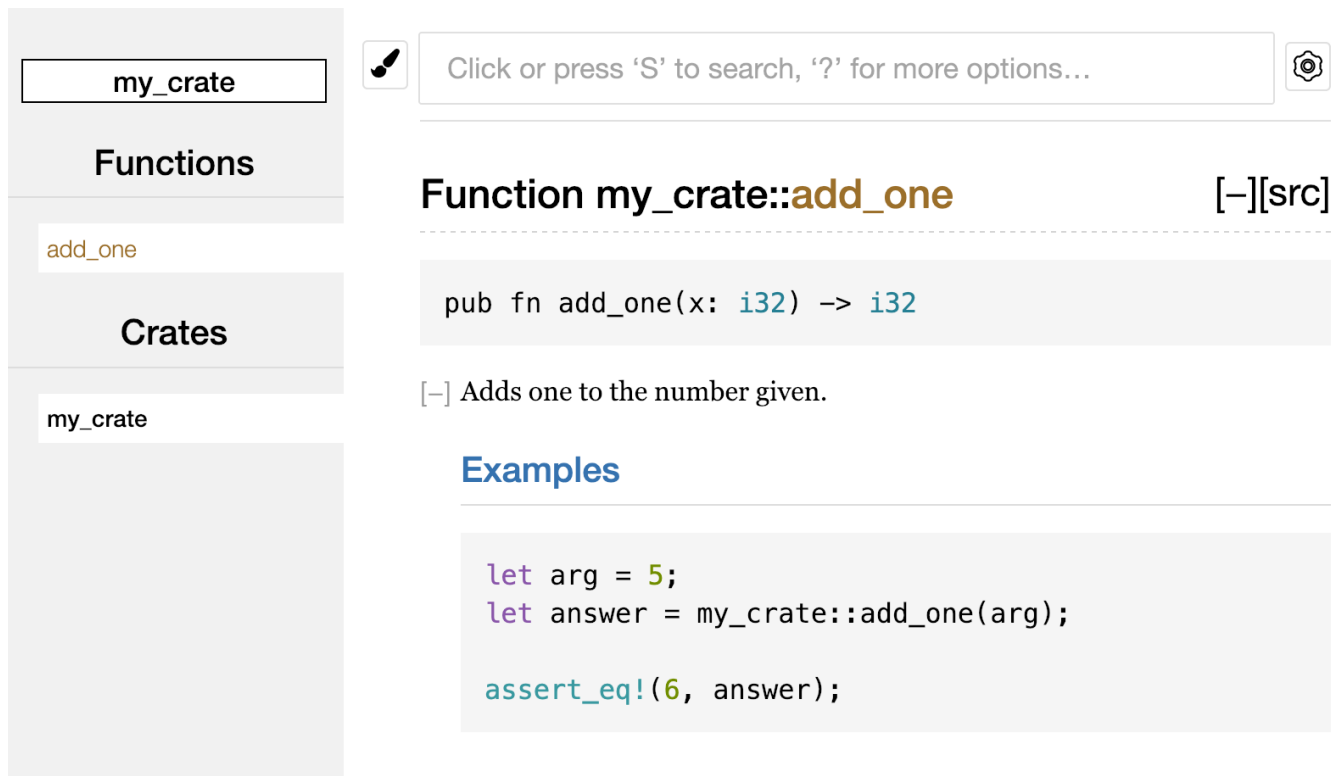 my_crate
Functions
add_one
Crates
my_crate
Click or press ‘S’ to search, ‘?’ for more options…
Function my_crate::add_one [−][src]
pub fn add_one(x: i32) -> i32
[−] Adds one to the number given.
Examples
let arg = 5;
let answer = my_crate::add_one(arg);
assert_eq!(6, answer);